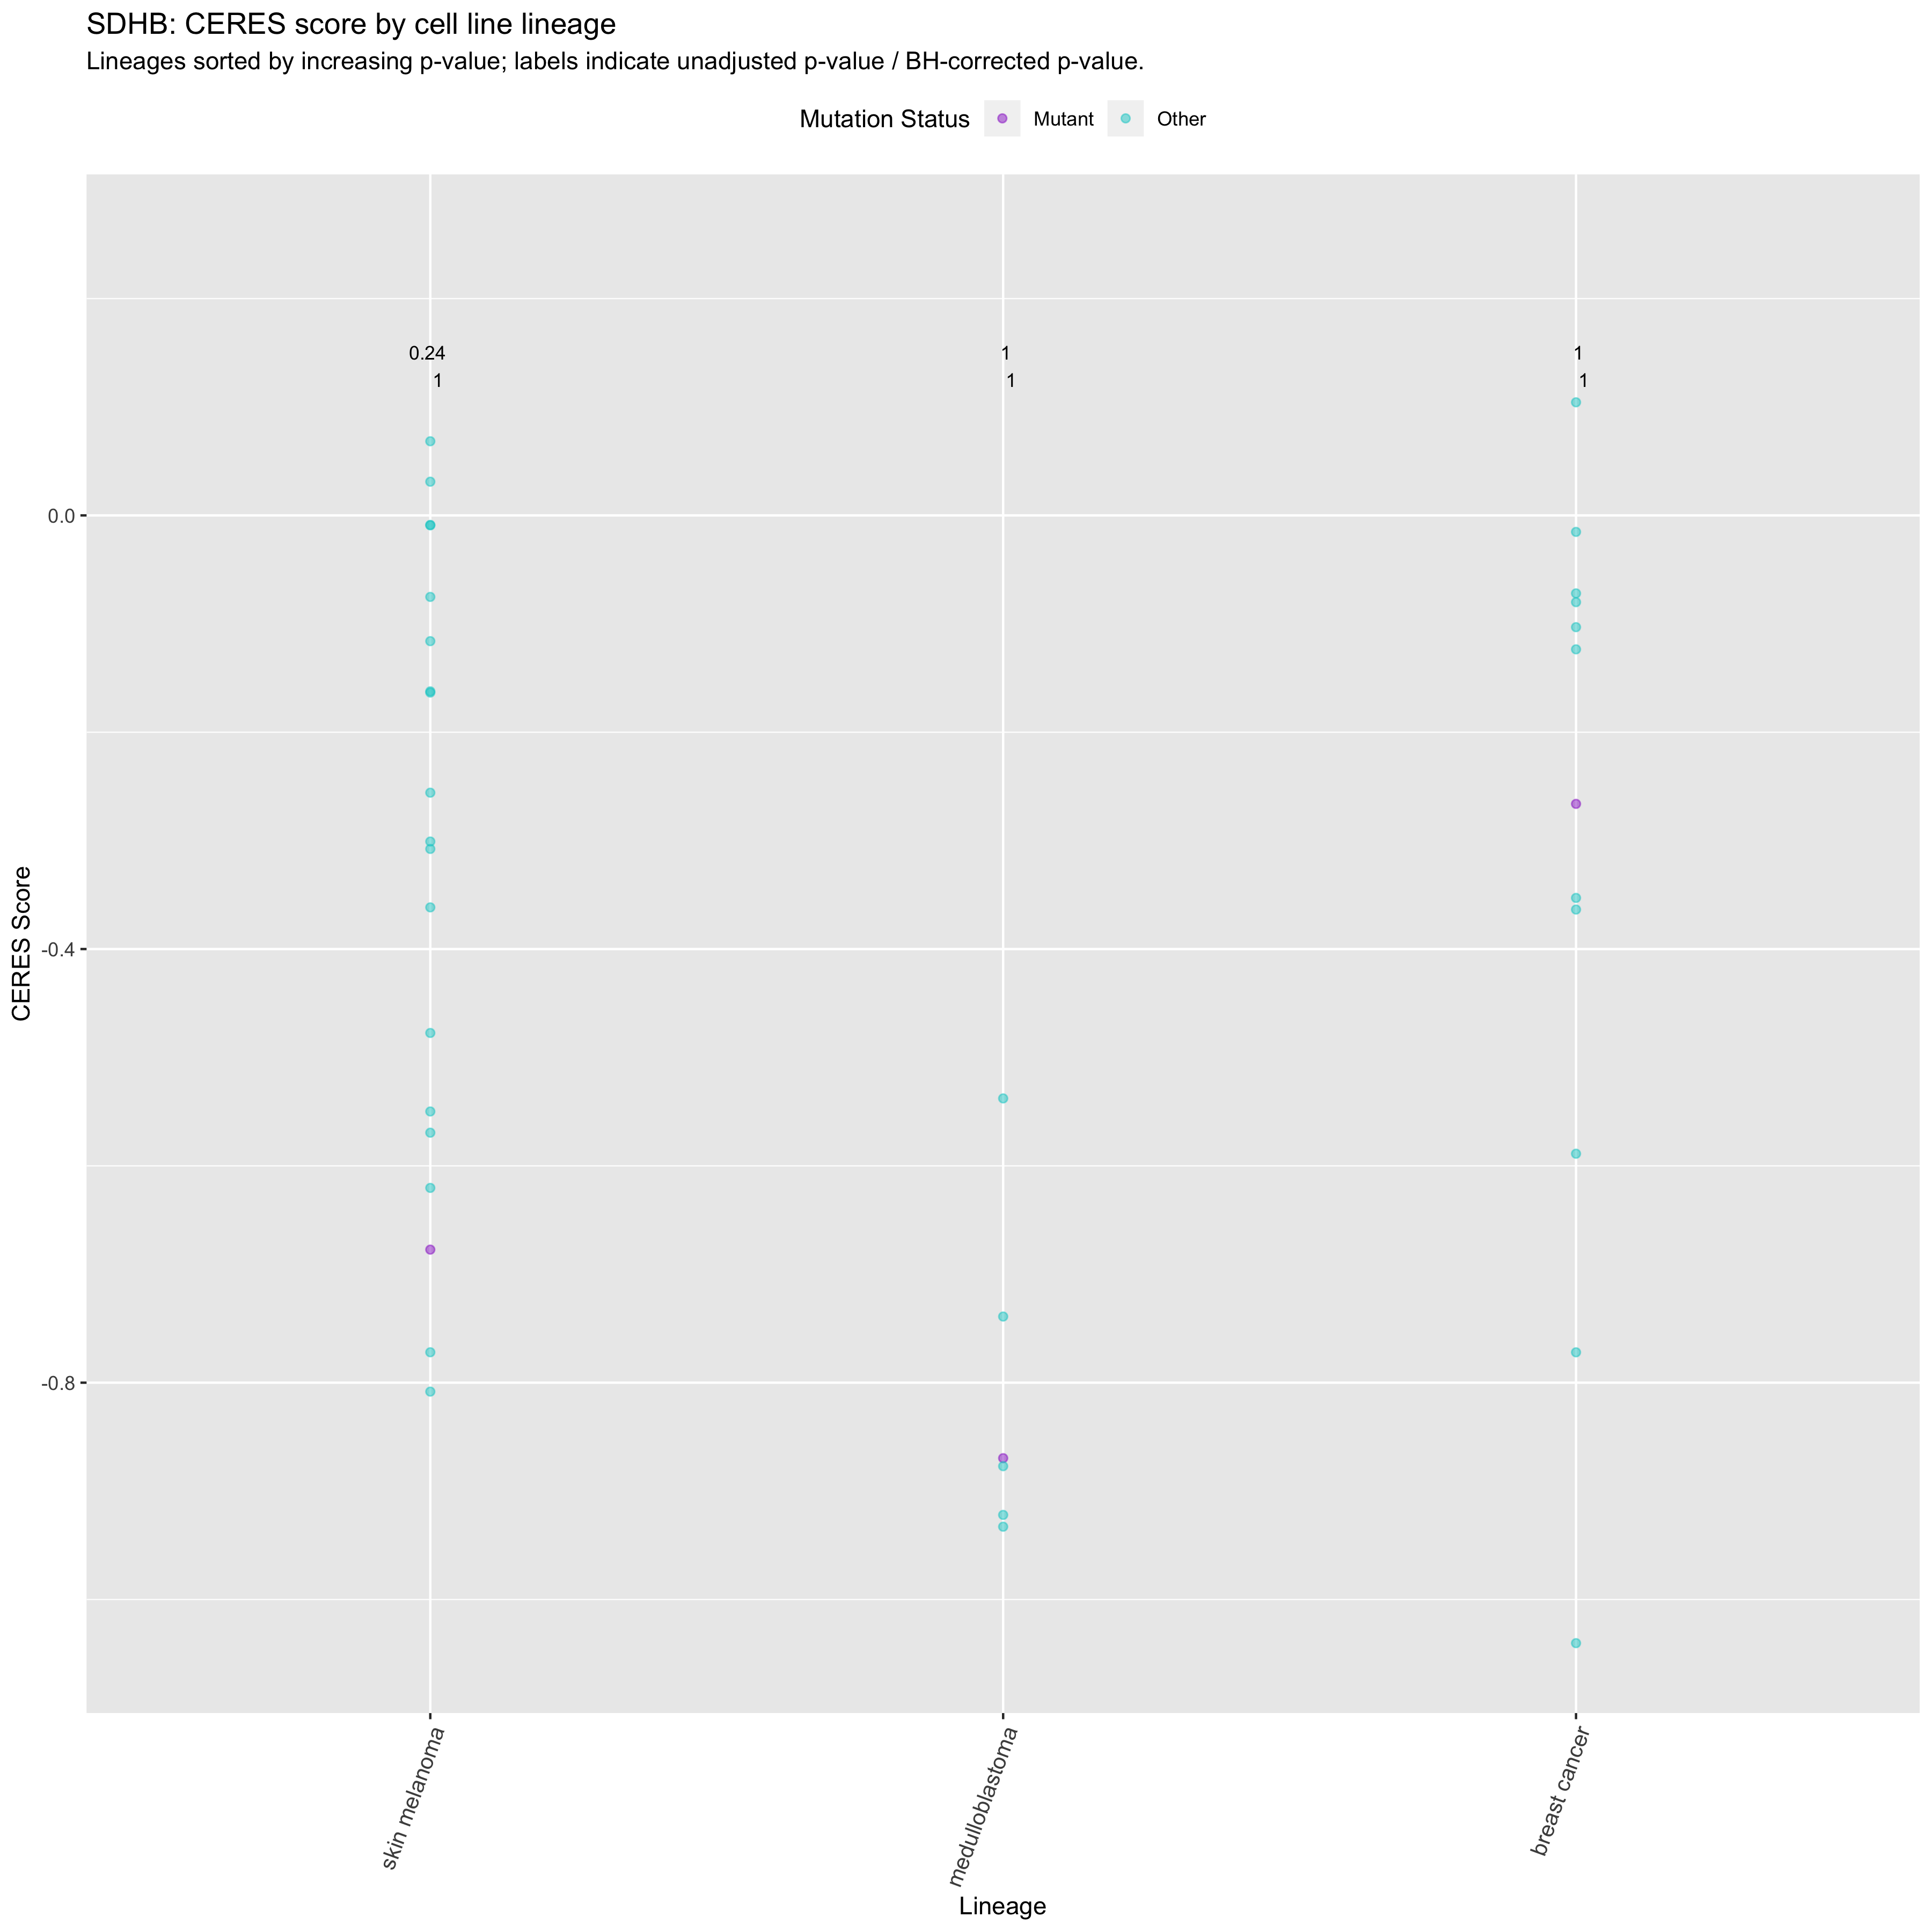 SDHB: CERES score by cell line lineage
Lineages sorted by increasing p-value; labels indicate unadjusted p-value / BH-corrected p-value.
Mutation Status Mutant Other
0.24 1 1
1 1 1
0.0
-0.4
-0.8
CERES Score
skin melanoma
medulloblastoma
breast cancer
Lineage